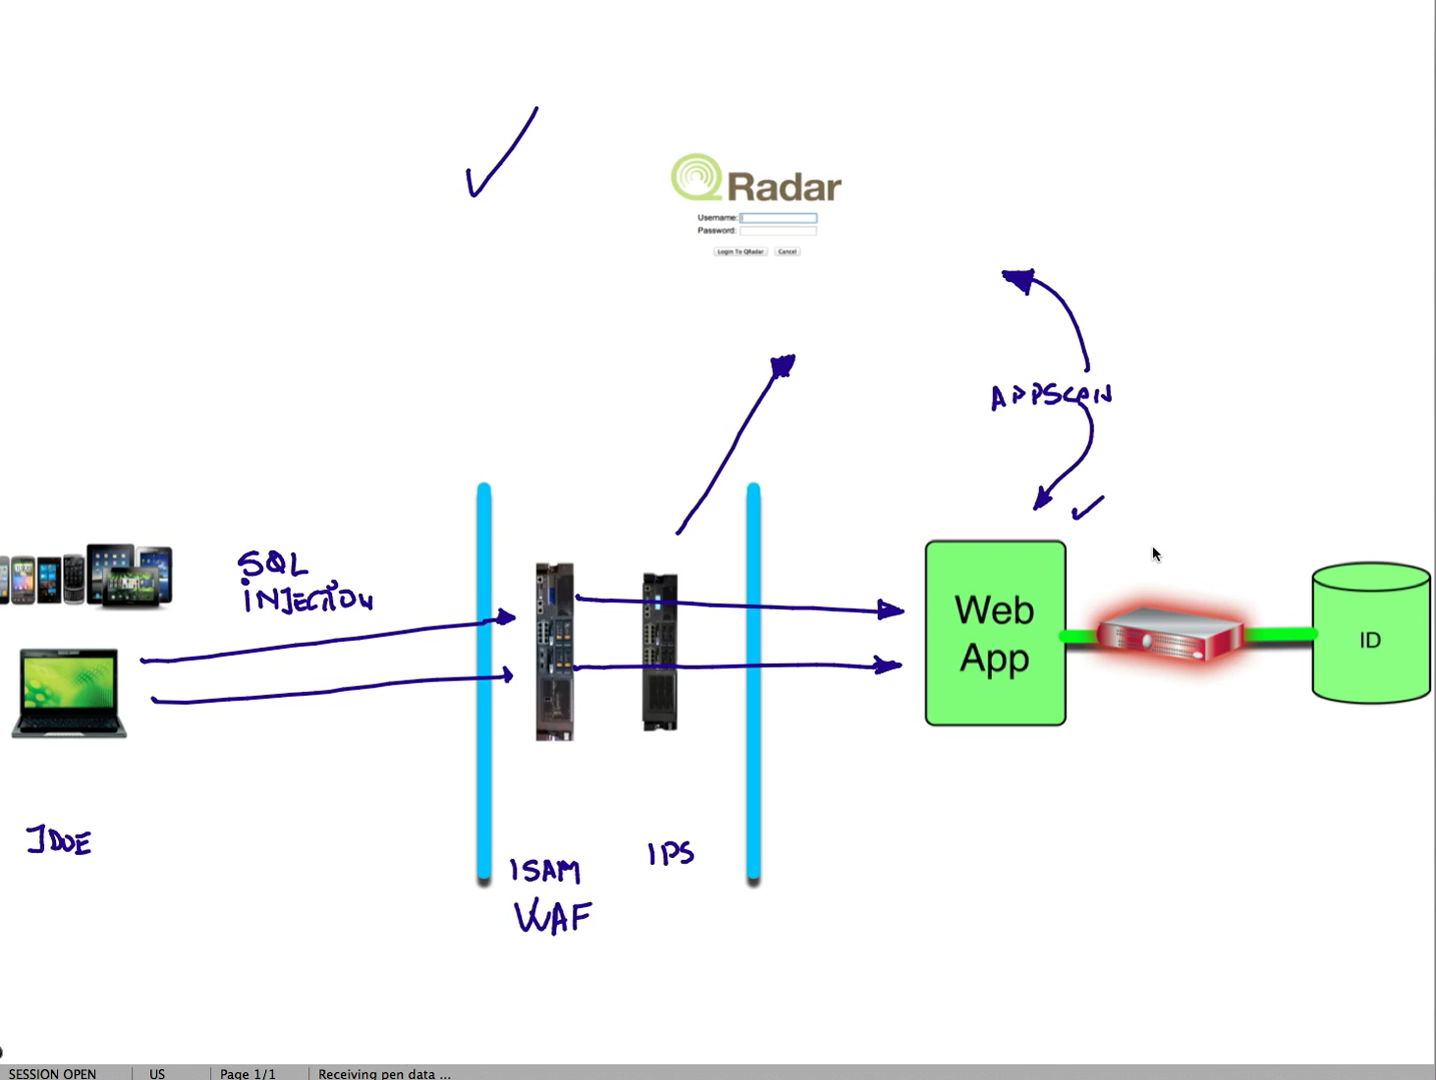 QRadar
Username:
Password:
Login To QRadar Cancel
APPSCAN
SQL
INJECTION
Web
App
ID
JDOE
ISAM
WAF
IPS
SESSION OPEN US Page 1/1 Receiving pen data ...